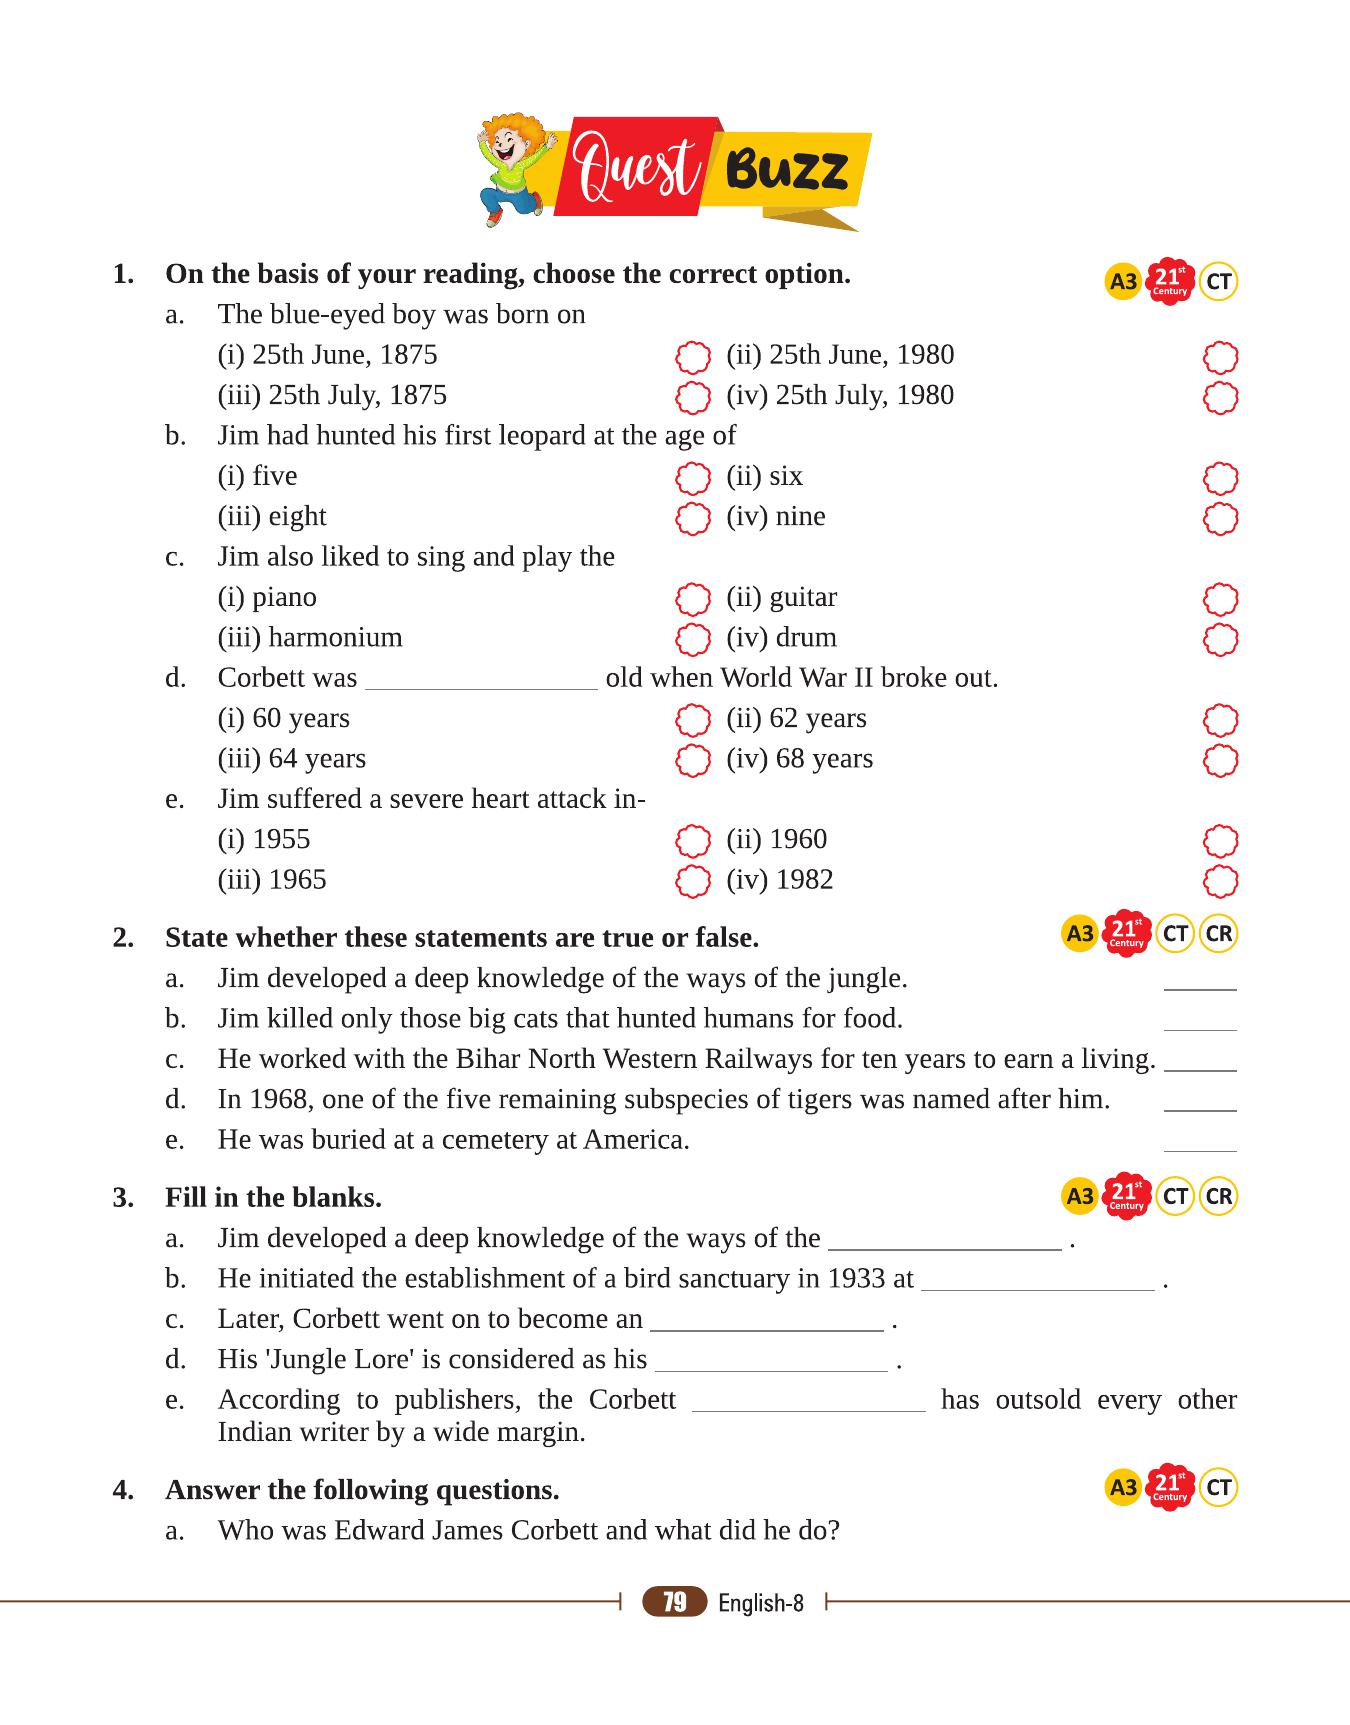 Quest Buzz
1. On the basis of your reading, choose the correct option. A3 21st Century CT
a. The blue-eyed boy was born on
(i) 25th June, 1875 (ii) 25th June, 1980
(iii) 25th July, 1875 (iv) 25th July, 1980
b. Jim had hunted his first leopard at the age of
(i) five (ii) six
(iii) eight (iv) nine
c. Jim also liked to sing and play the
(i) piano (ii) guitar
(iii) harmonium (iv) drum
d. Corbett was ________________ old when World War II broke out.
(i) 60 years (ii) 62 years
(iii) 64 years (iv) 68 years
e. Jim suffered a severe heart attack in-
(i) 1955 (ii) 1960
(iii) 1965 (iv) 1982
2. State whether these statements are true or false. A3 21st Century CT CR
a. Jim developed a deep knowledge of the ways of the jungle. _____
b. Jim killed only those big cats that hunted humans for food. _____
c. He worked with the Bihar North Western Railways for ten years to earn a living. _____
d. In 1968, one of the five remaining subspecies of tigers was named after him. _____
e. He was buried at a cemetery at America. _____
3. Fill in the blanks. A3 21st Century CT CR
a. Jim developed a deep knowledge of the ways of the ________________ .
b. He initiated the establishment of a bird sanctuary in 1933 at ________________ .
c. Later, Corbett went on to become an ________________ .
d. His 'Jungle Lore' is considered as his ________________ .
e. According to publishers, the Corbett ________________ has outsold every other
Indian writer by a wide margin.
4. Answer the following questions. A3 21st Century CT
a. Who was Edward James Corbett and what did he do?
79 English-8